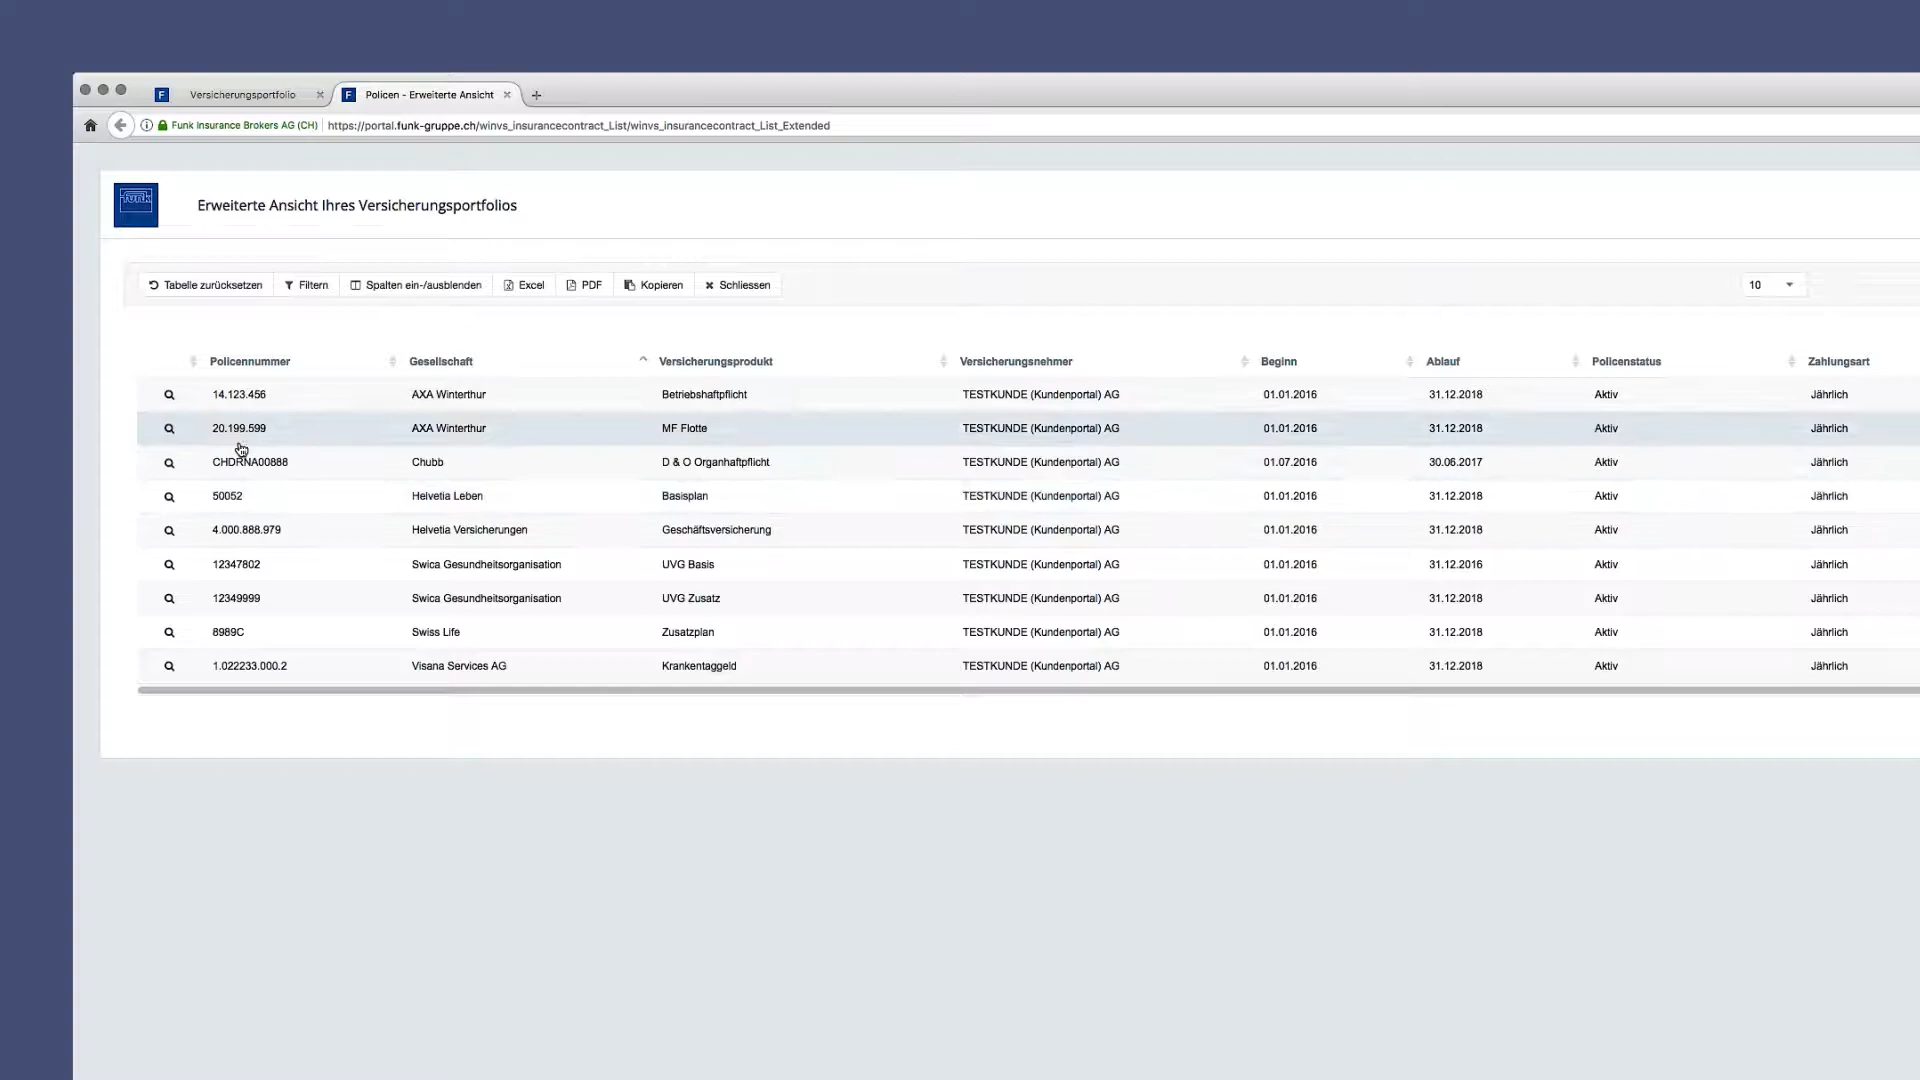 F Versicherungsportfolio F Policen - Erweiterte Ansicht
Funk Insurance Brokers AG (CH) https://portal.funk-gruppe.ch/winvs_insurancecontract_List/winvs_insurancecontract_List_Extended
funk Erweiterte Ansicht Ihres Versicherungsportfolios
Tabelle zurücksetzen Filtern Spalten ein-/ausblenden Excel PDF Kopieren Schliessen 10
Policennummer Gesellschaft Versicherungsprodukt Versicherungsnehmer Beginn Ablauf Policenstatus Zahlungsart
14.123.456 AXA Winterthur Betriebshaftpflicht TESTKUNDE (Kundenportal) AG 01.01.2016 31.12.2018 Aktiv Jährlich
20.199.599 AXA Winterthur MF Flotte TESTKUNDE (Kundenportal) AG 01.01.2016 31.12.2018 Aktiv Jährlich
CHDRNA00888 Chubb D & O Organhaftpflicht TESTKUNDE (Kundenportal) AG 01.07.2016 30.06.2017 Aktiv Jährlich
50052 Helvetia Leben Basisplan TESTKUNDE (Kundenportal) AG 01.01.2016 31.12.2018 Aktiv Jährlich
4.000.888.979 Helvetia Versicherungen Geschäftsversicherung TESTKUNDE (Kundenportal) AG 01.01.2016 31.12.2018 Aktiv Jährlich
12347802 Swica Gesundheitsorganisation UVG Basis TESTKUNDE (Kundenportal) AG 01.01.2016 31.12.2016 Aktiv Jährlich
12349999 Swica Gesundheitsorganisation UVG Zusatz TESTKUNDE (Kundenportal) AG 01.01.2016 31.12.2018 Aktiv Jährlich
8989C Swiss Life Zusatzplan TESTKUNDE (Kundenportal) AG 01.01.2016 31.12.2018 Aktiv Jährlich
1.022233.000.2 Visana Services AG Krankentaggeld TESTKUNDE (Kundenportal) AG 01.01.2016 31.12.2018 Aktiv Jährlich